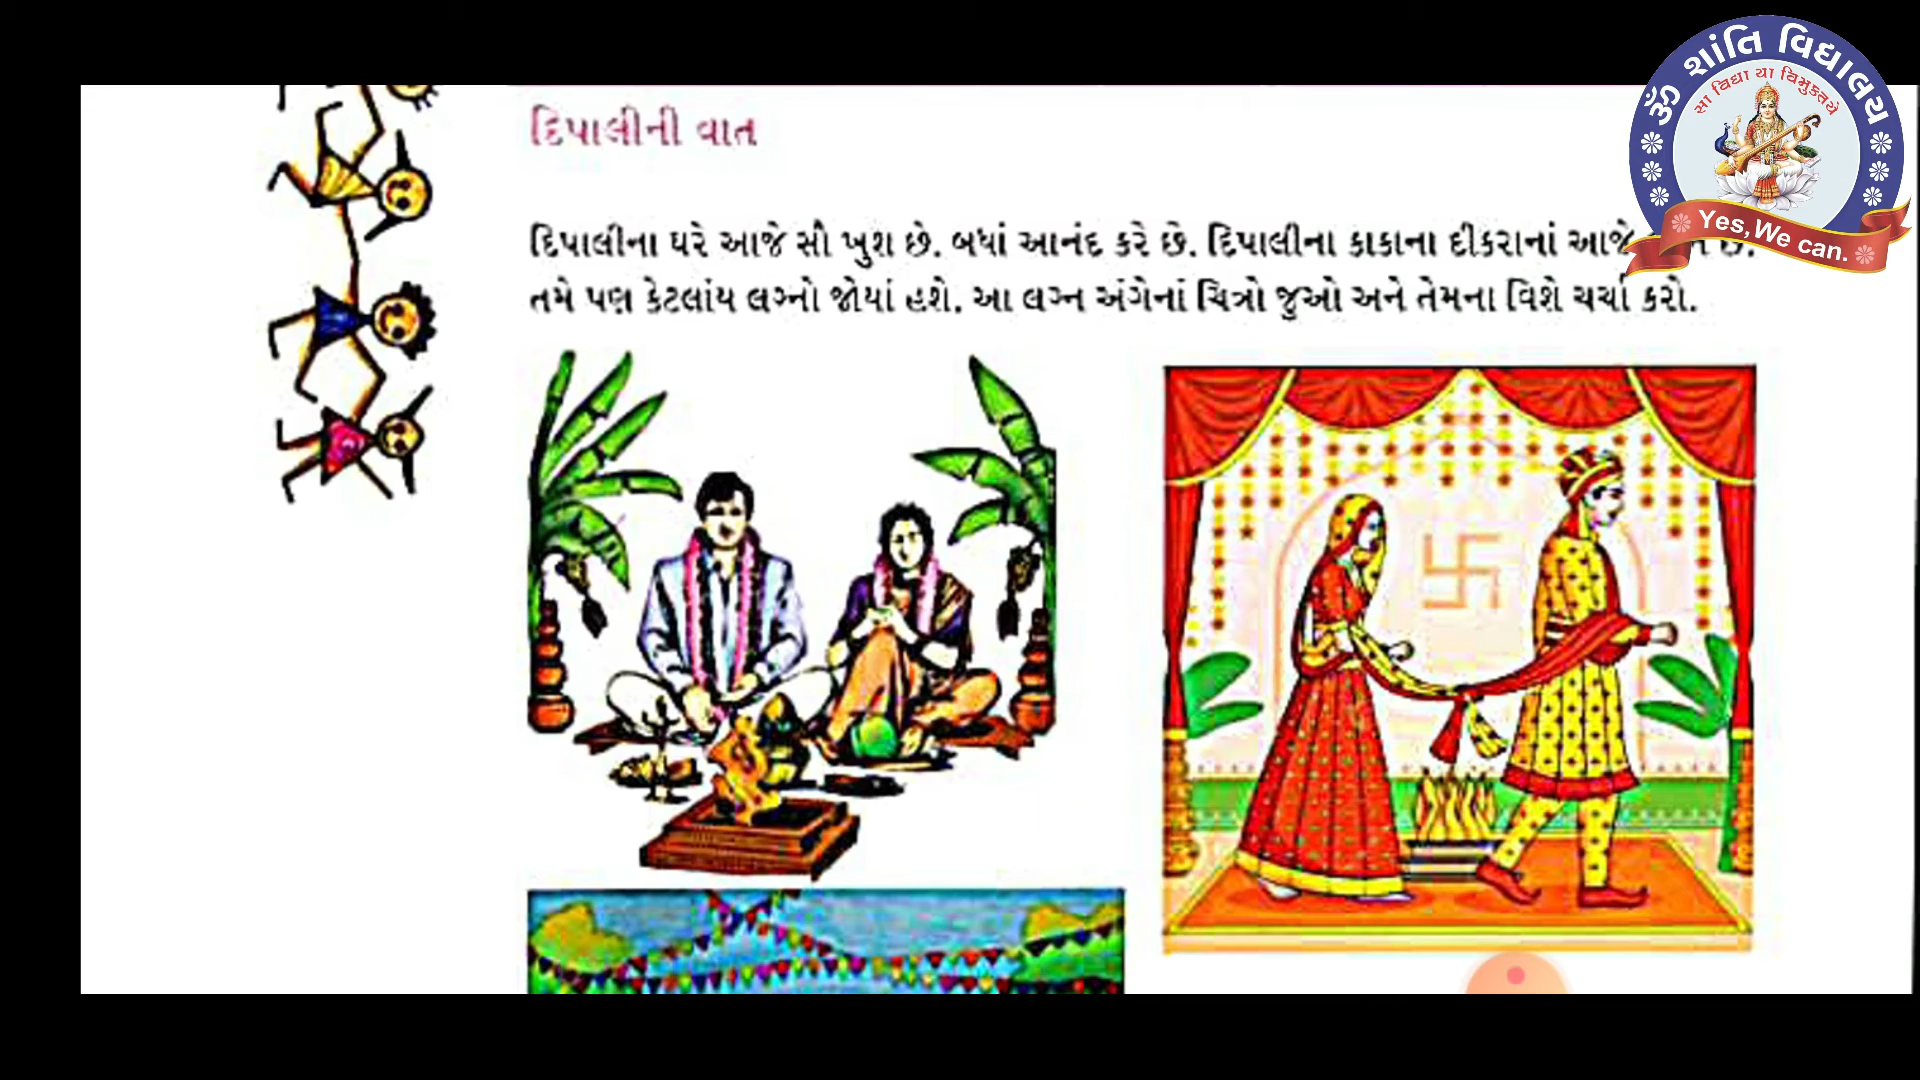 ૐ શાંતિ વિદ્યાલય
સા વિદ્યા યા વિમુક્તયે
Yes,We can.
દિપાલીની વાત
દિપાલીના ઘરે આજે સૌ ખુશ છે. બધાં આનંદ કરે છે. દિપાલીના કાકાના દીકરાનાં આજે છે.
તમે પણ કેટલાંય લગ્નો જોયાં હશે. આ લગ્ન અંગેનાં ચિત્રો જુઓ અને તેમના વિશે ચર્ચા કરો.